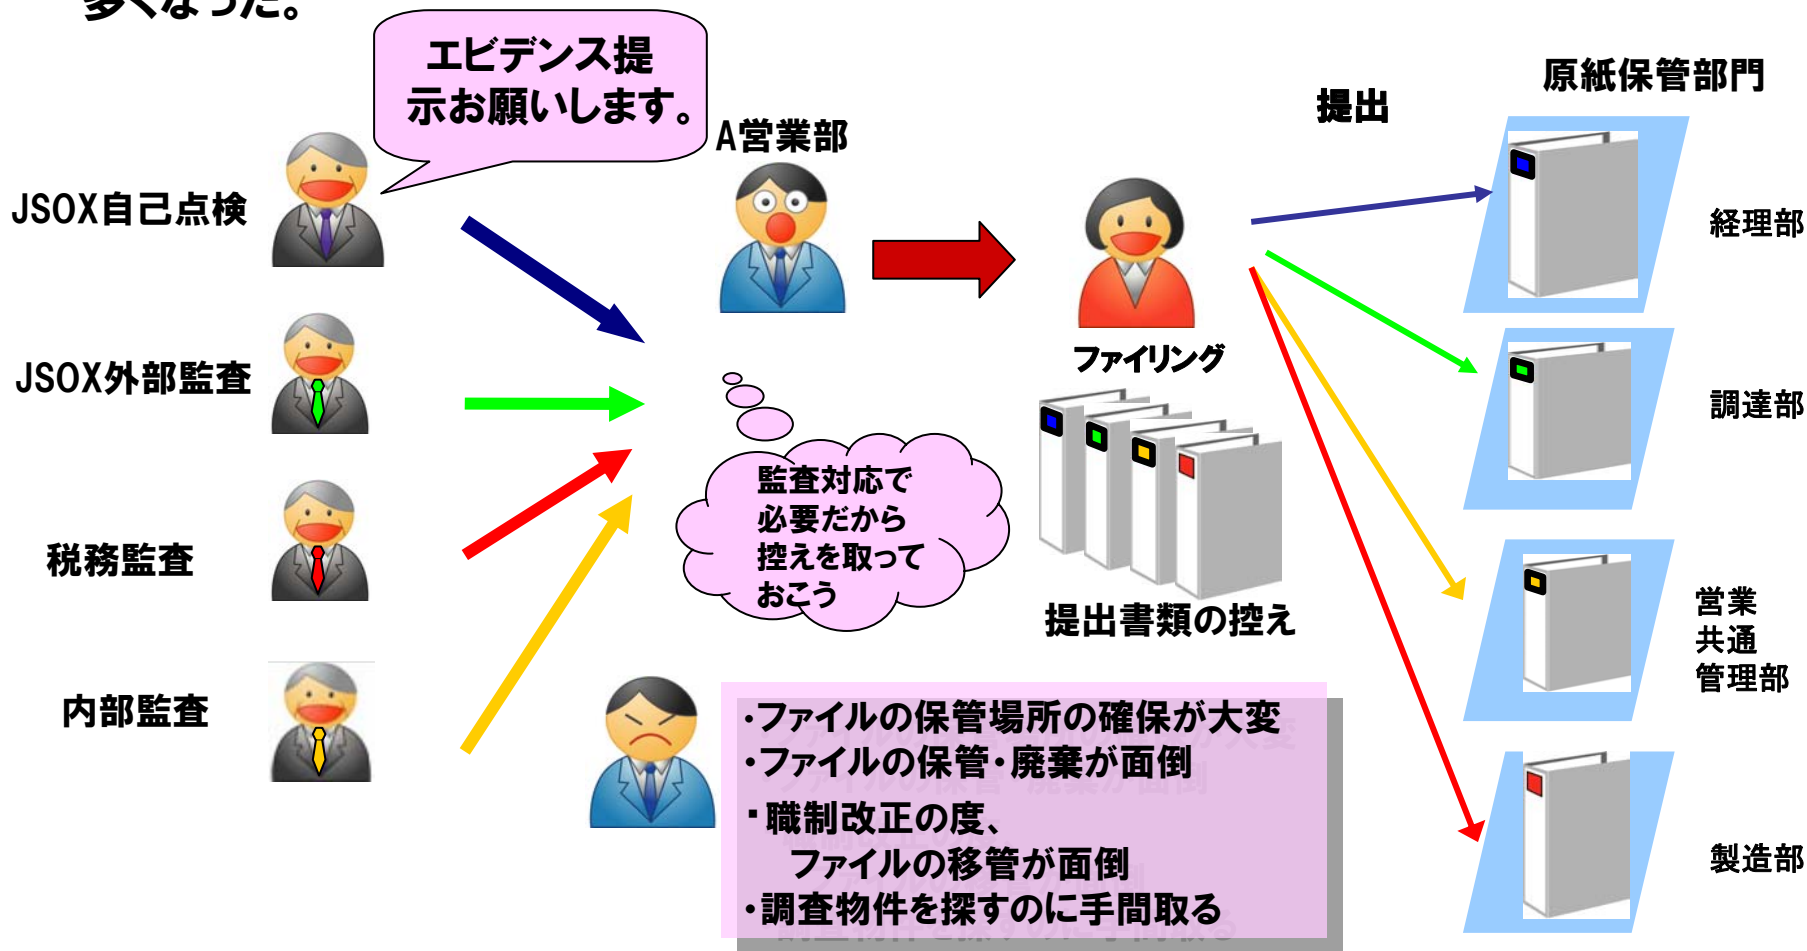 多くなった。
エビデンス提
示お願いします。
A営業部
提出
原紙保管部門
JSOX自己点検
経理部
ファイリング
JSOX外部監査
調達部
監査対応で
必要だから
控えを取って
おこう
税務監査
提出書類の控え
営業
共通
管理部
内部監査
・ファイルの保管場所の確保が大変
・ファイルの保管・廃棄が面倒
・職制改正の度、
ファイルの移管が面倒
・調査物件を探すのに手間取る
製造部